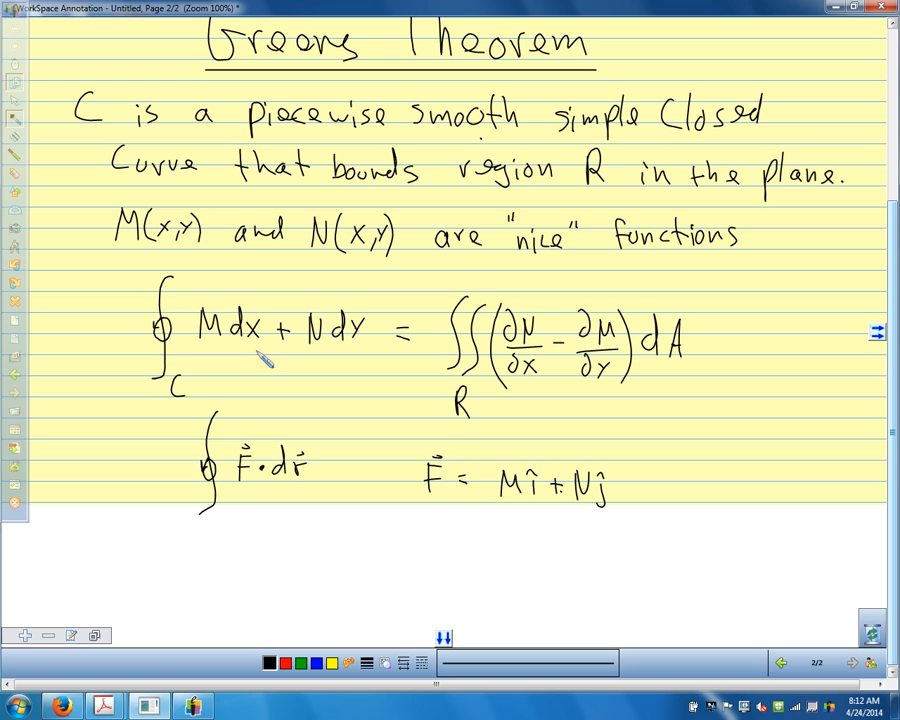 WorkSpace Annotation - Untitled, Page 2/2 (Zoom 100%) *
Greens Theorem
C is a piecewise smooth simple Closed
Curve that bounds region R in the plane.
M(x,y) and N(x,y) are "nice" functions
∮_C M dx + N dy = ∬_R (∂N/∂x - ∂M/∂y) dA
∮ F⃗ · dr⃗ F⃗ = Mî + Nĵ
2/2
8:12 AM
4/24/2014